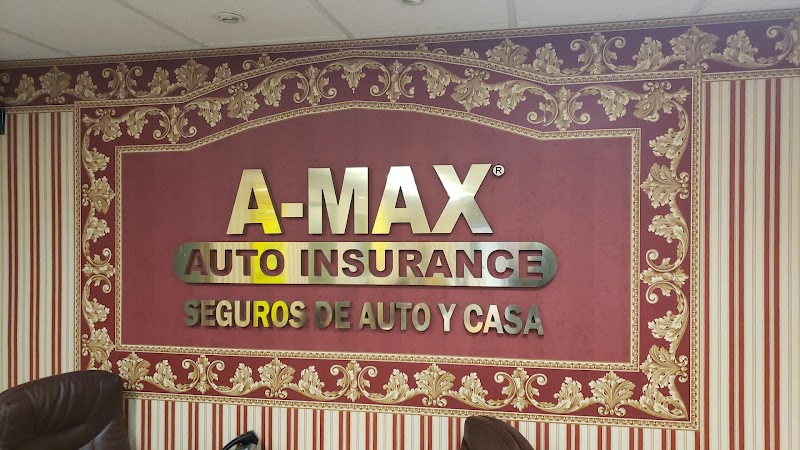 A-MAX®
AUTO INSURANCE
SEGUROS DE AUTO Y CASA